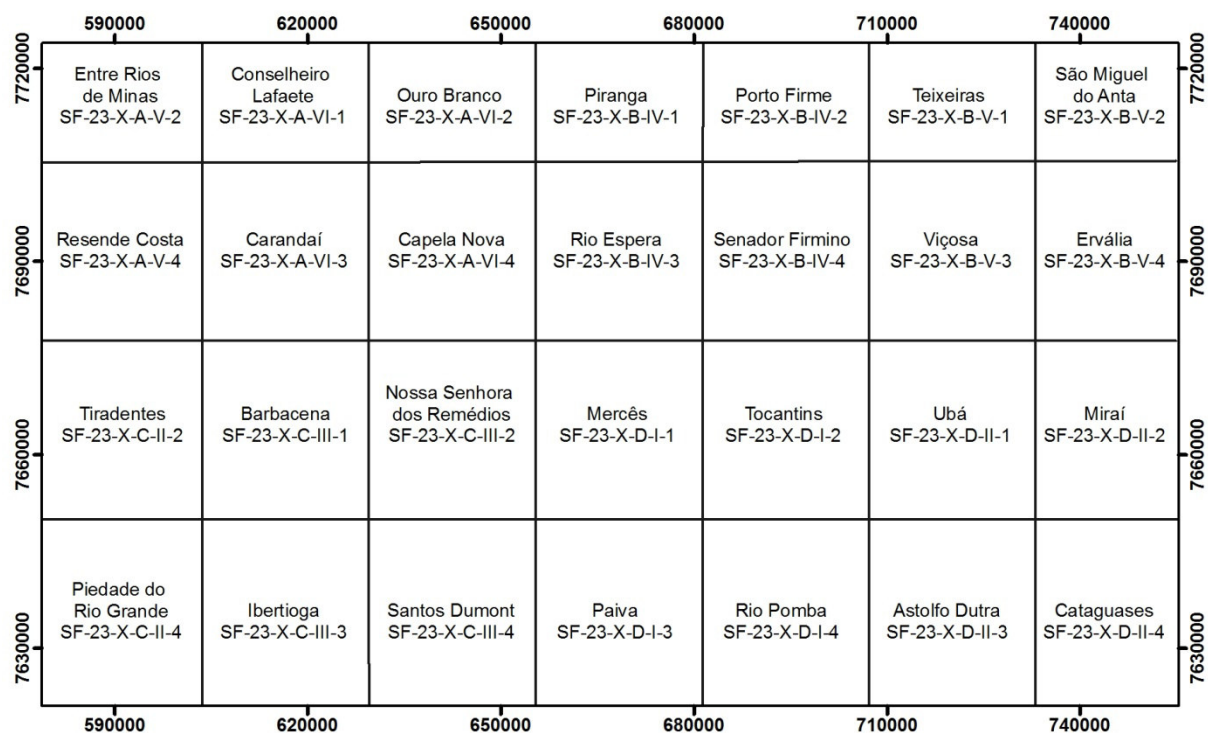 590000
620000
650000
680000
710000
740000
7720000
7720000
Entre Rios
de Minas
SF-23-X-A-V-2
Conselheiro
Lafaete
SF-23-X-A-VI-1
Ouro Branco
SF-23-X-A-VI-2
Piranga
SF-23-X-B-IV-1
Porto Firme
SF-23-X-B-IV-2
Teixeiras
SF-23-X-B-V-1
São Miguel
do Anta
SF-23-X-B-V-2
7690000
7690000
Resende Costa
SF-23-X-A-V-4
Carandaí
SF-23-X-A-VI-3
Capela Nova
SF-23-X-A-VI-4
Rio Espera
SF-23-X-B-IV-3
Senador Firmino
SF-23-X-B-IV-4
Viçosa
SF-23-X-B-V-3
Ervália
SF-23-X-B-V-4
7660000
7660000
Tiradentes
SF-23-X-C-II-2
Barbacena
SF-23-X-C-III-1
Nossa Senhora
dos Remédios
SF-23-X-C-III-2
Mercês
SF-23-X-D-I-1
Tocantins
SF-23-X-D-I-2
Ubá
SF-23-X-D-II-1
Miraí
SF-23-X-D-II-2
7630000
7630000
Piedade do
Rio Grande
SF-23-X-C-II-4
Ibertioga
SF-23-X-C-III-3
Santos Dumont
SF-23-X-C-III-4
Paiva
SF-23-X-D-I-3
Rio Pomba
SF-23-X-D-I-4
Astolfo Dutra
SF-23-X-D-II-3
Cataguases
SF-23-X-D-II-4
590000
620000
650000
680000
710000
740000